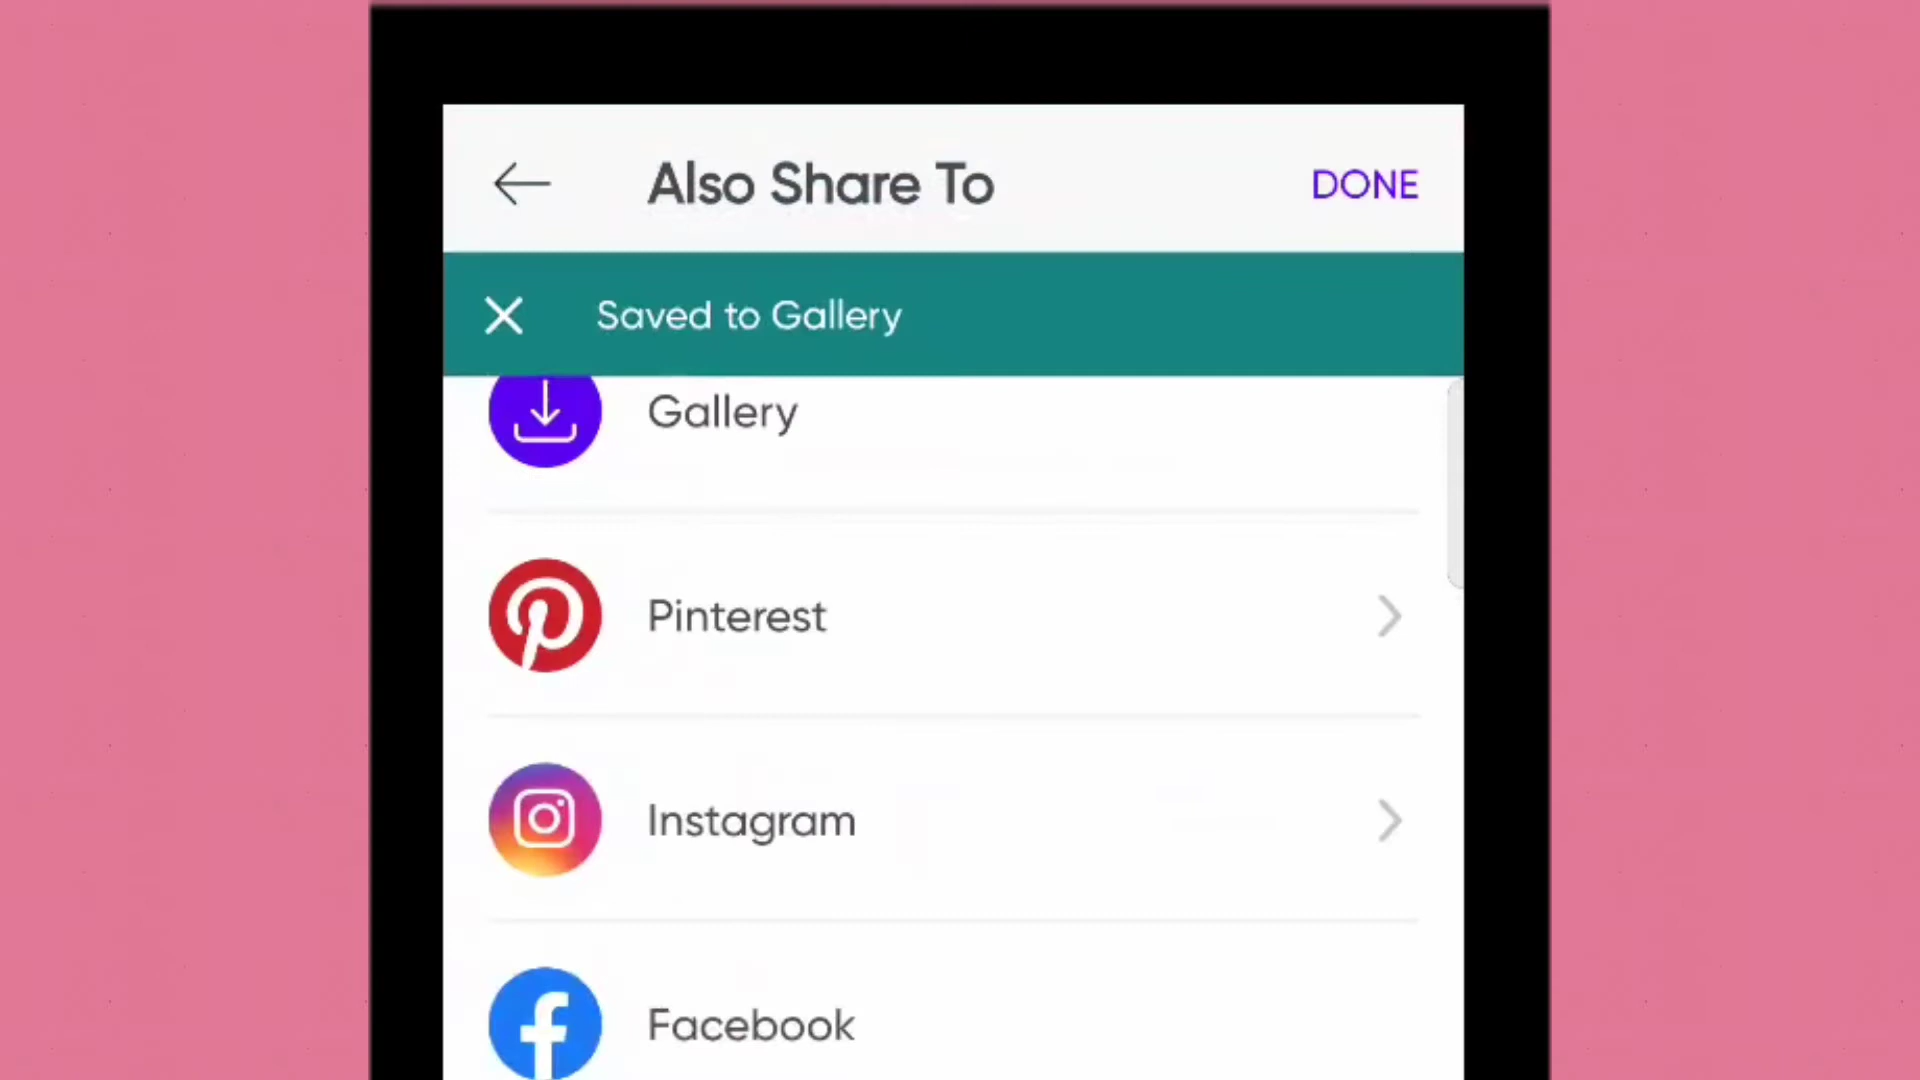 Also Share To
DONE
Saved to Gallery
Gallery
Pinterest
Instagram
Facebook